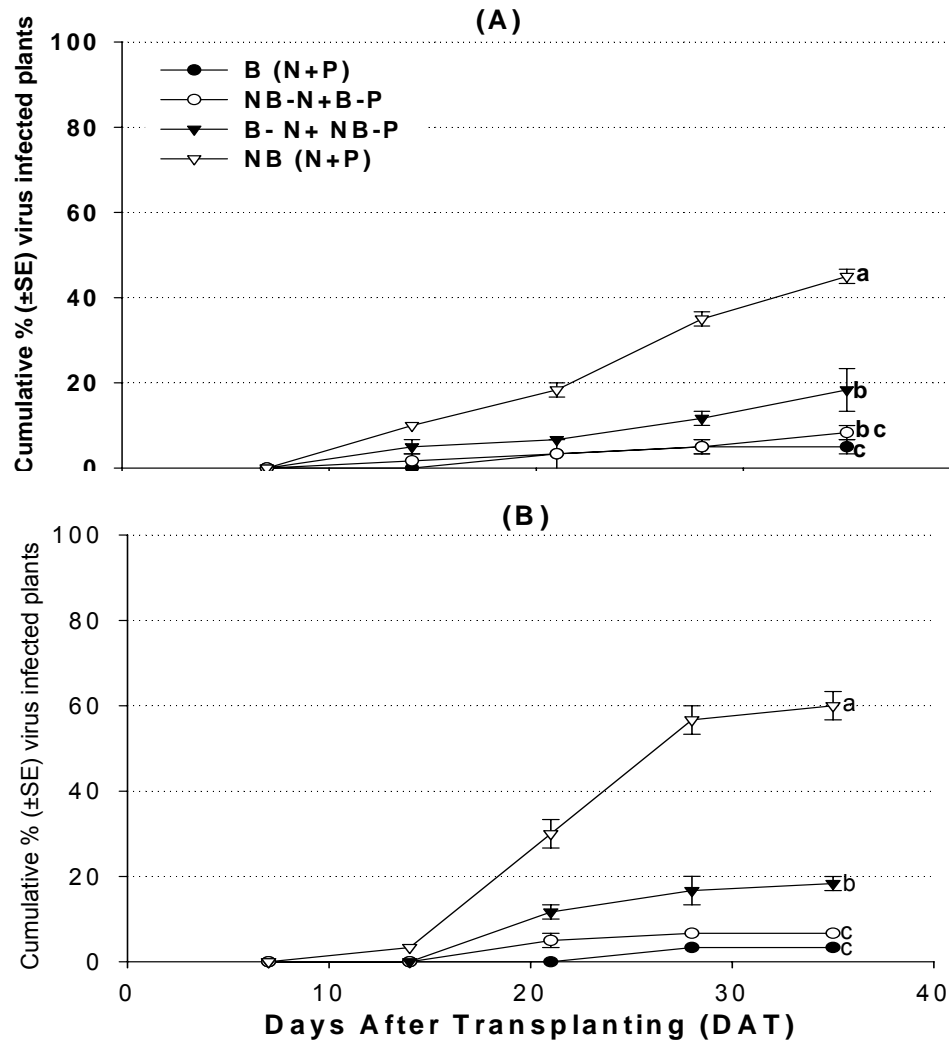 (A)
100
80
60
40
20
0
Cumulative % (±SE) virus infected plants
B (N+P)
NB-N+B-P
B- N+ NB-P
NB (N+P)
a
b
bc
c
(B)
100
80
60
40
20
0
Cumulative % (±SE) virus infected plants
a
b
c
c
0 10 20 30 40
Days After Transplanting (DAT)